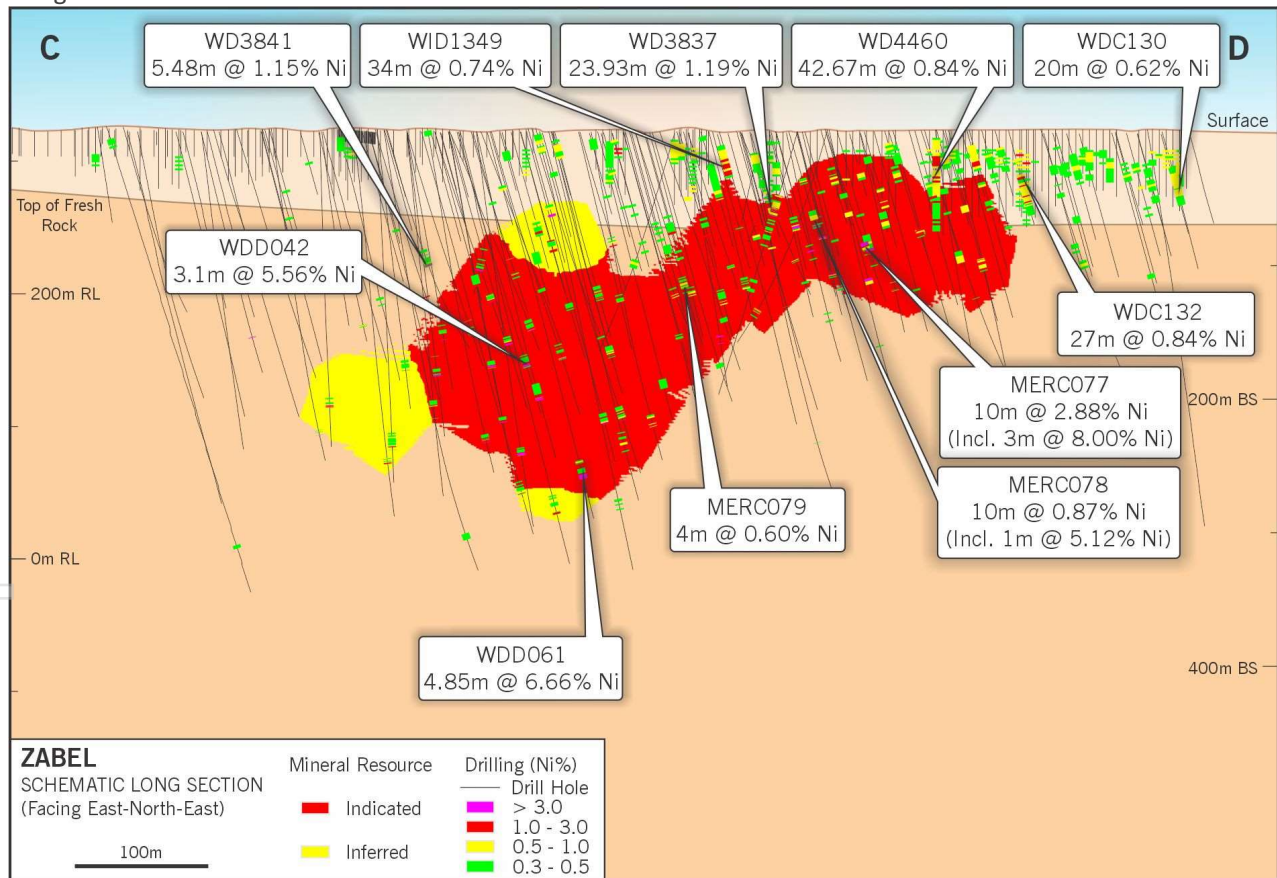 C
WD3841
5.48m @ 1.15% Ni
WID1349
34m @ 0.74% Ni
WD3837
23.93m @ 1.19% Ni
WD4460
42.67m @ 0.84% Ni
WDC130
20m @ 0.62% Ni
D
Surface
Top of Fresh
Rock
WDD042
3.1m @ 5.56% Ni
200m RL
WDC132
27m @ 0.84% Ni
MERC077
10m @ 2.88% Ni
(Incl. 3m @ 8.00% Ni)
200m BS
MERC078
10m @ 0.87% Ni
(Incl. 1m @ 5.12% Ni)
MERC079
4m @ 0.60% Ni
0m RL
WDD061
4.85m @ 6.66% Ni
400m BS
ZABEL
SCHEMATIC LONG SECTION
(Facing East-North-East)
100m
Mineral Resource
Indicated
Inferred
Drilling (Ni%)
Drill Hole
> 3.0
1.0 - 3.0
0.5 - 1.0
0.3 - 0.5